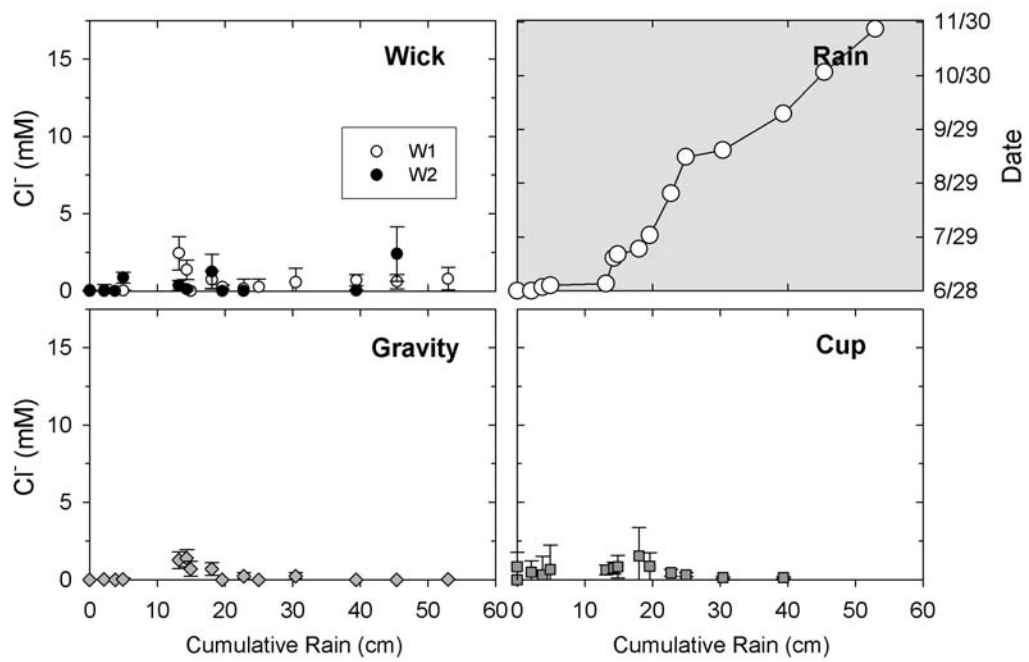 Wick
Cl⁻ (mM)
15
10
5
0
W1
W2
Rain
11/30
10/30
9/29
8/29
7/29
6/28
Date
Gravity
Cl⁻ (mM)
15
10
5
0
0 10 20 30 40 50 60
Cumulative Rain (cm)
Cup
0 10 20 30 40 50 60
Cumulative Rain (cm)